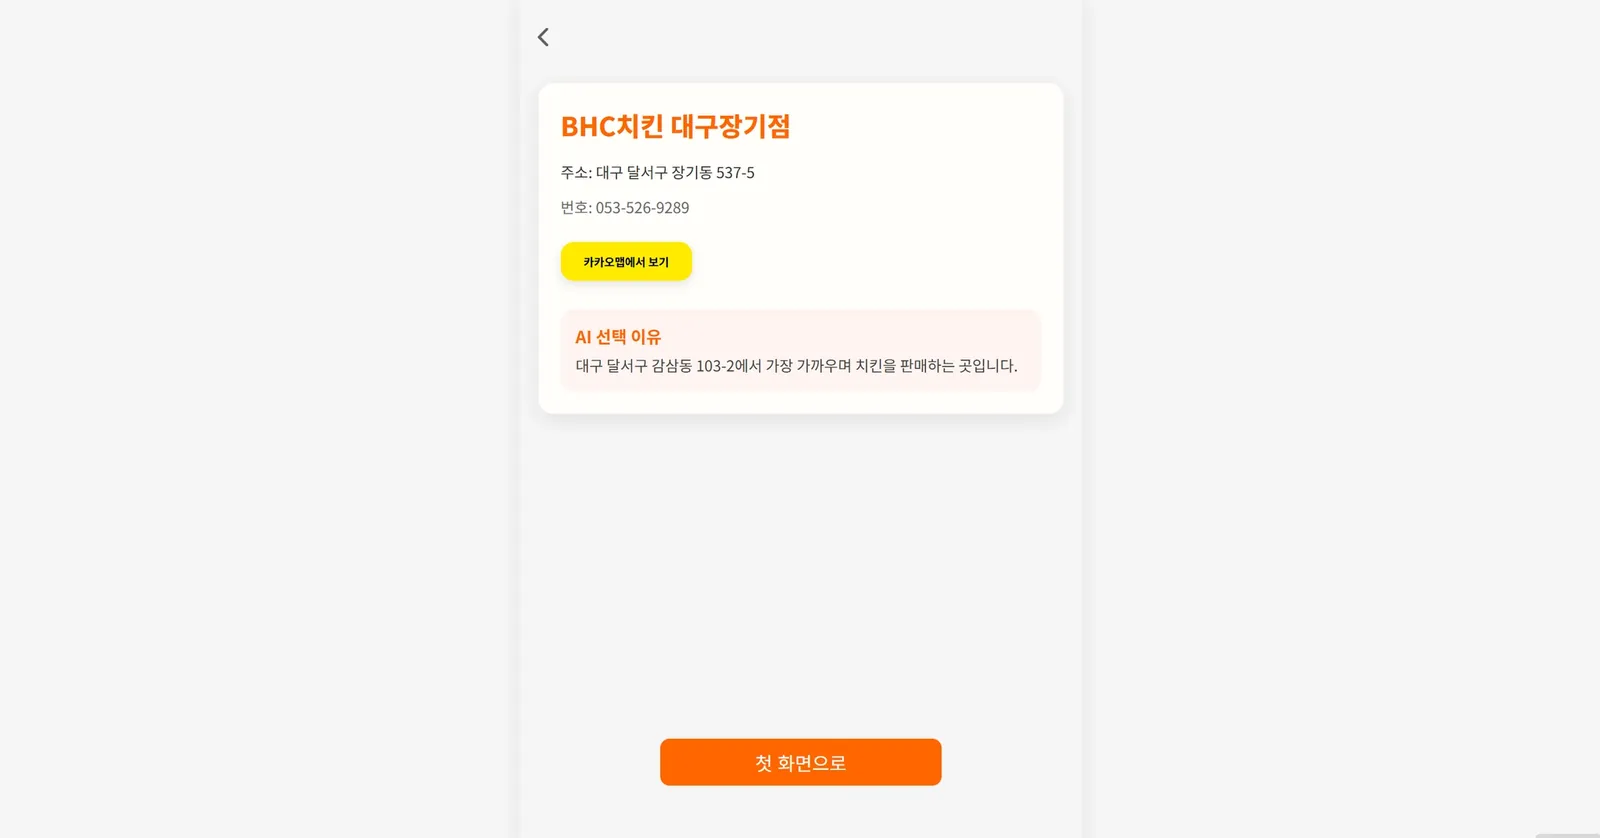 BHC치킨 대구장기점
주소: 대구 달서구 장기동 537-5
번호: 053-526-9289
카카오맵에서 보기
AI 선택 이유
대구 달서구 감삼동 103-2에서 가장 가까우며 치킨을 판매하는 곳입니다.
첫 화면으로